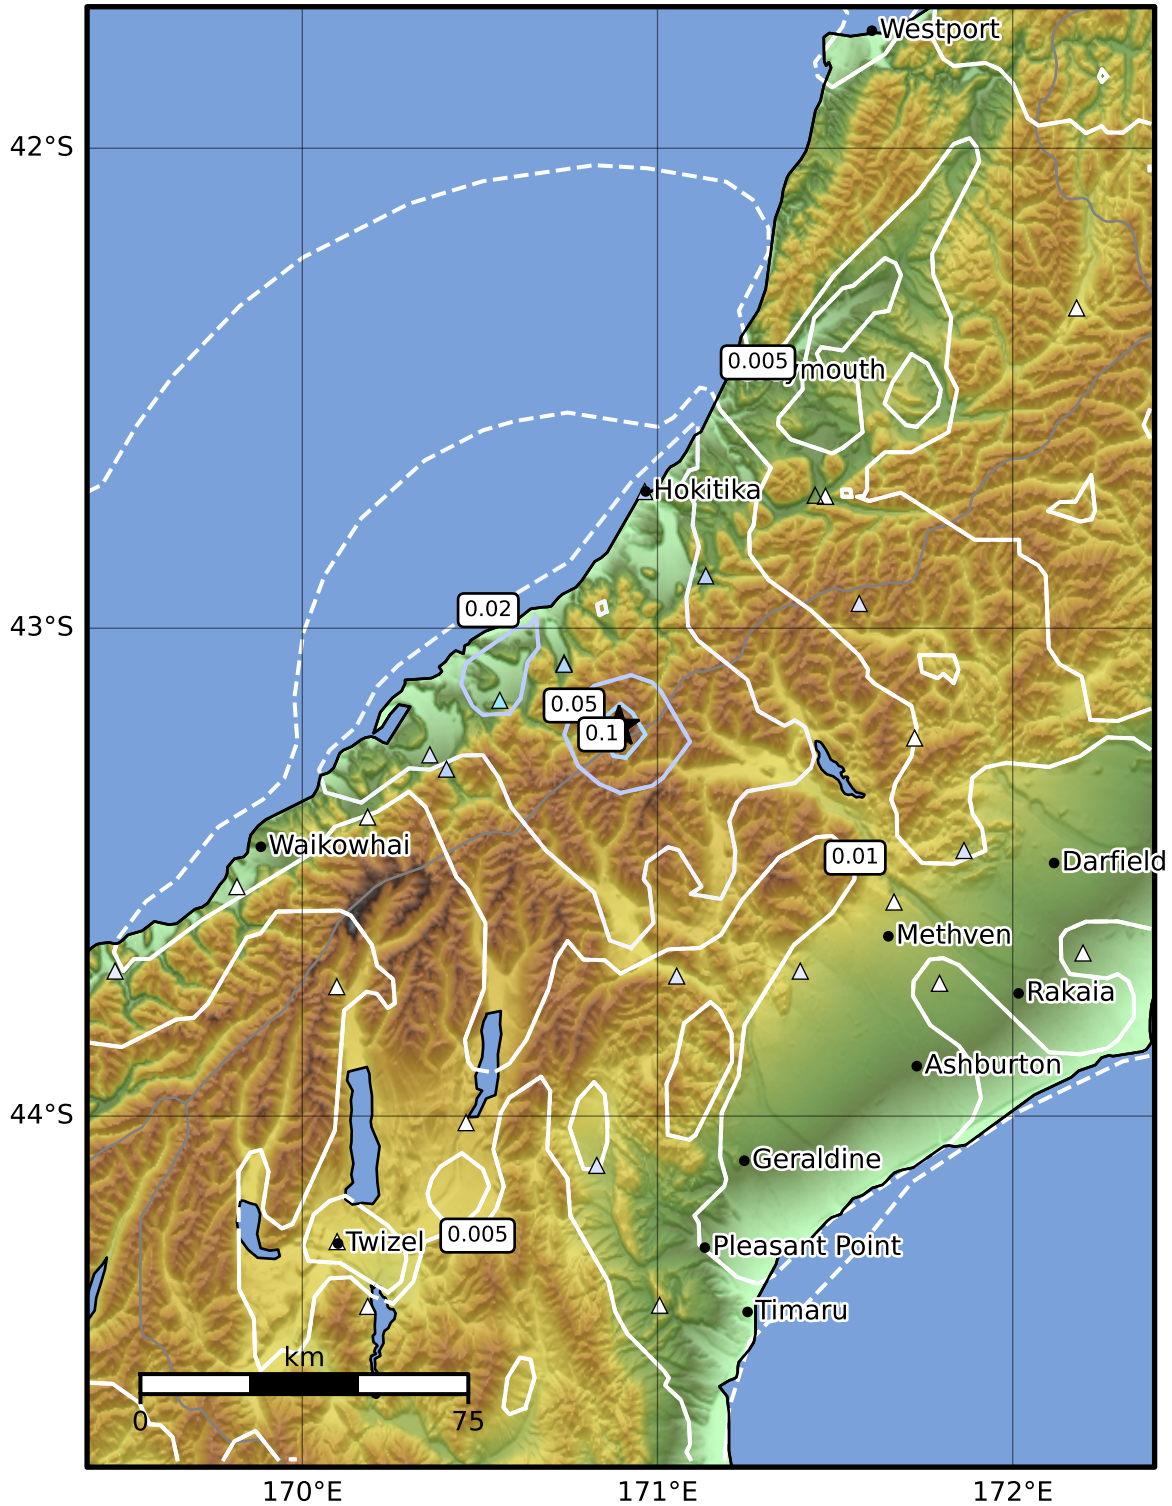 Westport
42°S
0.005
ymouth
Hokitika
0.02
43°S
0.05
0.1
Waikowhai
0.01
Darfield
Methven
Rakaia
Ashburton
44°S
Geraldine
0.005
Twizel
Pleasant Point
Timaru
km
0
75
170°E
171°E
172°E